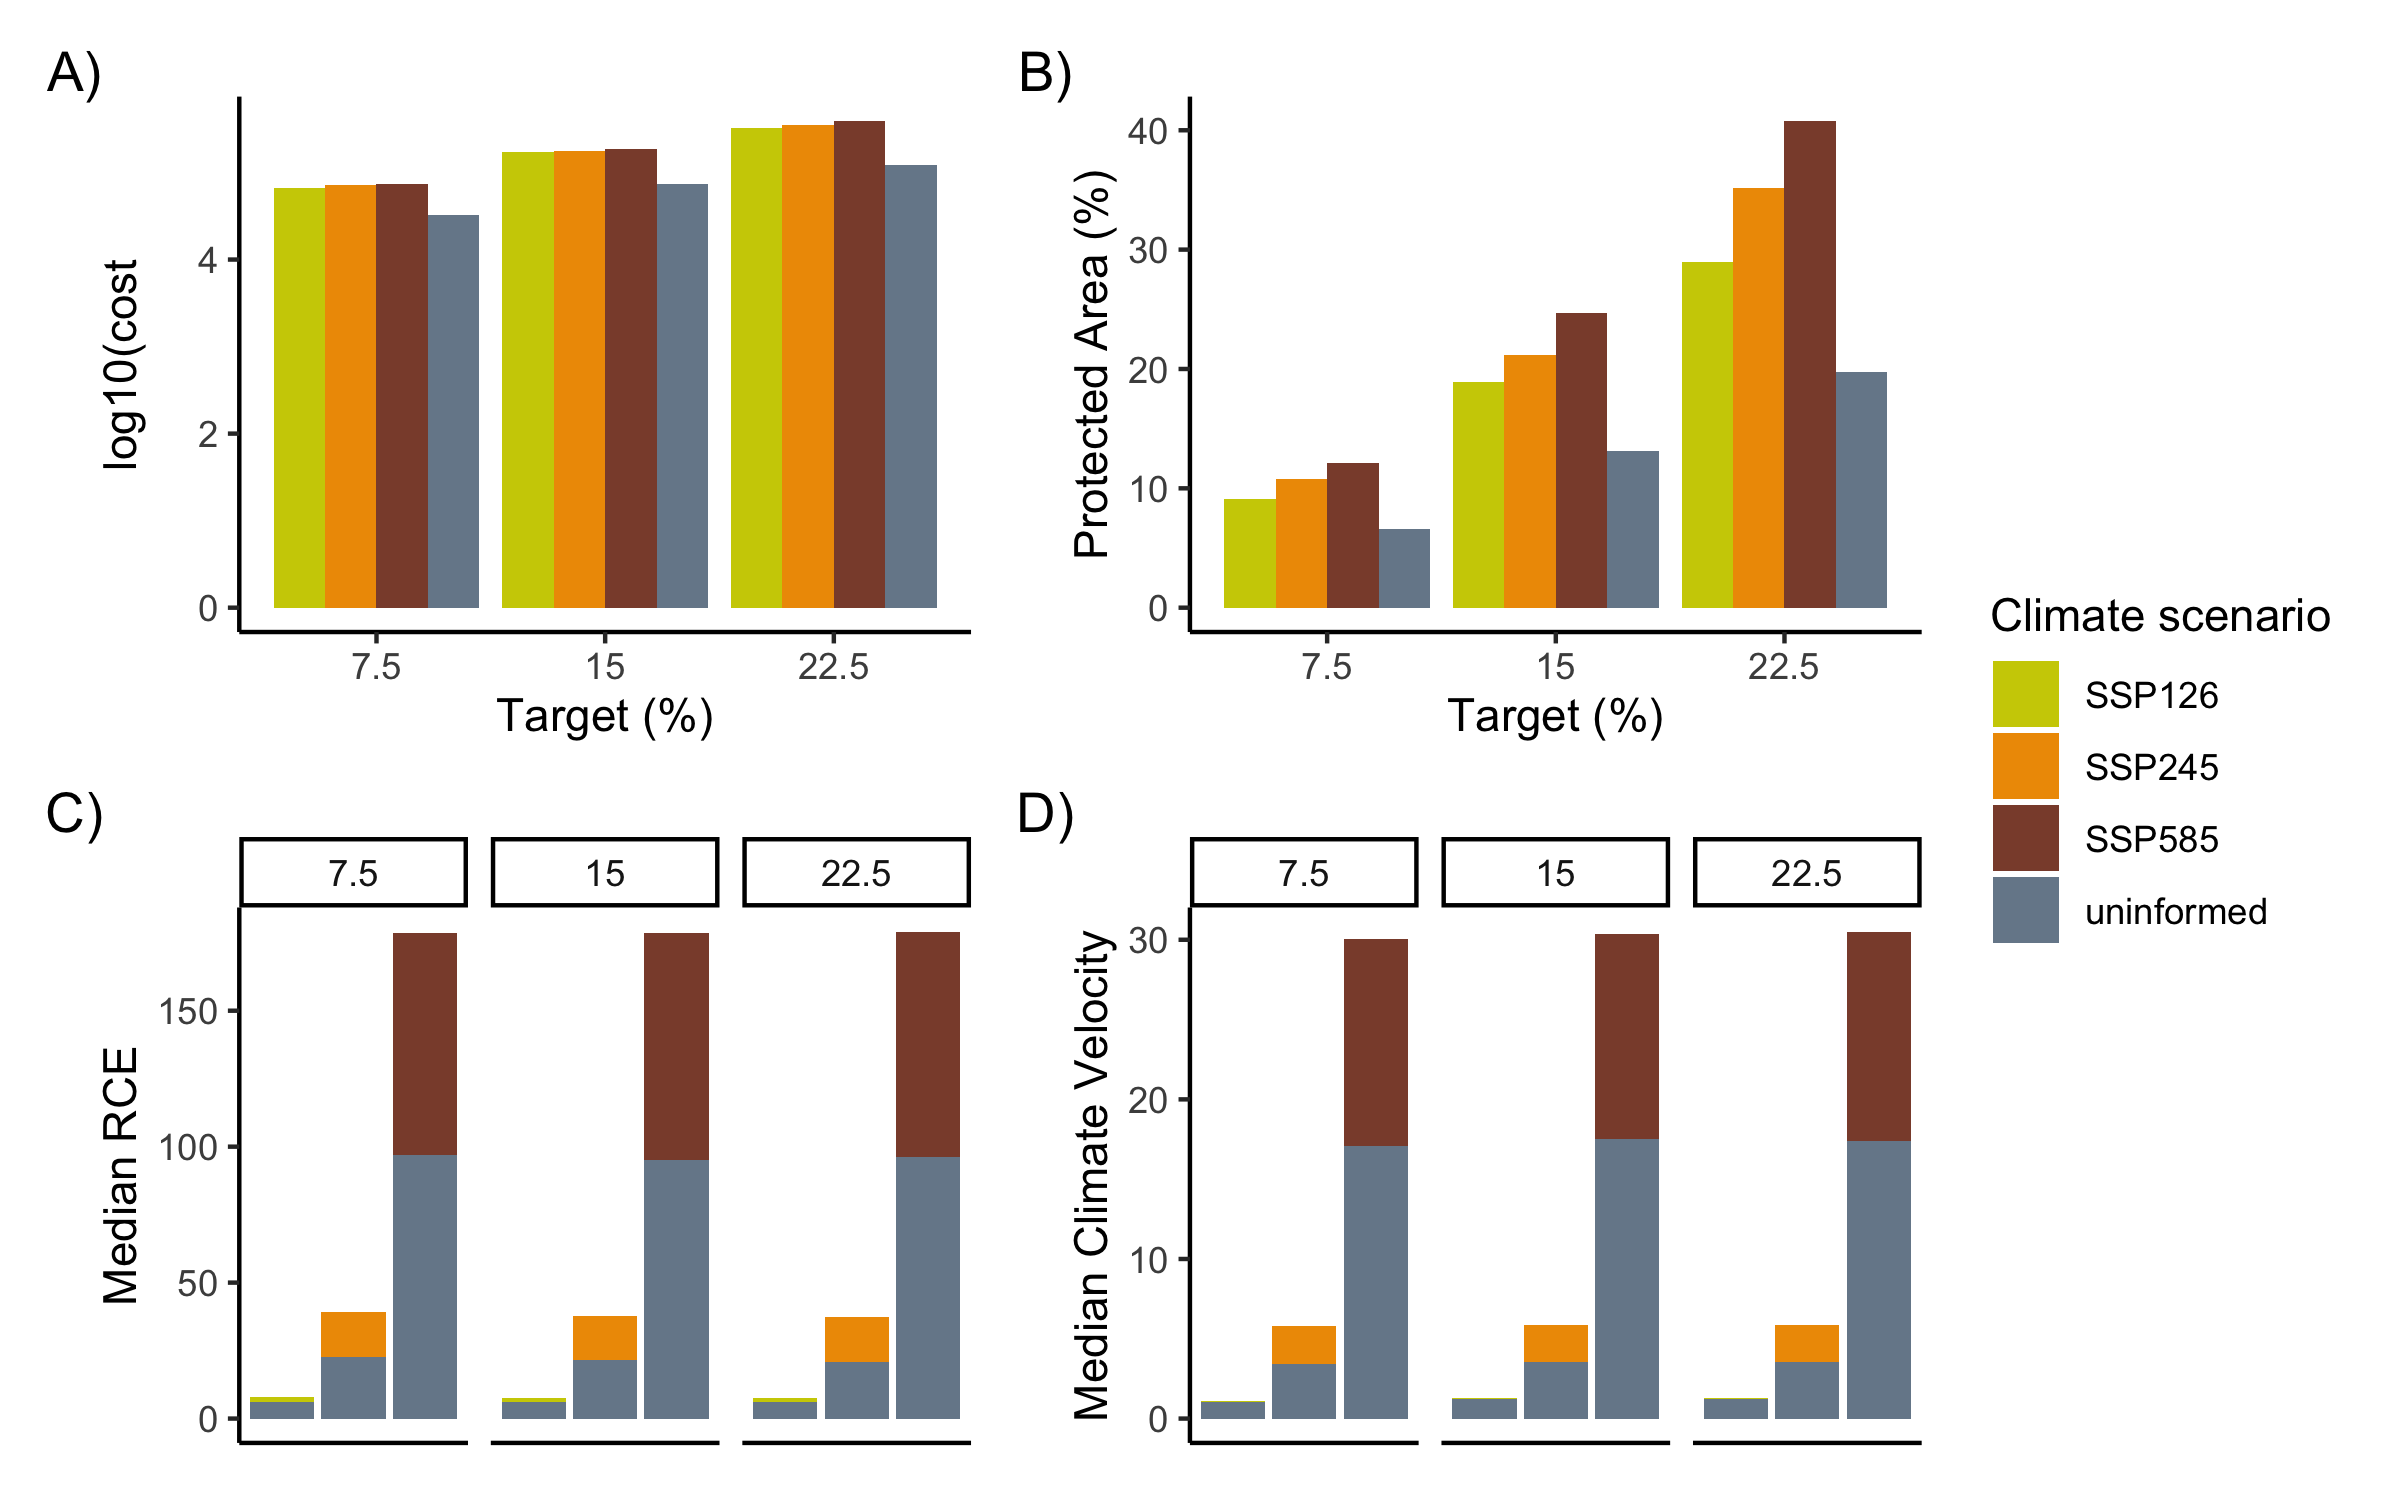 A)
log10(cost
4
2
0
7.5 15 22.5
Target (%)
B)
Protected Area (%)
40
30
20
10
0
7.5 15 22.5
Target (%)
Climate scenario
SSP126
SSP245
SSP585
uninformed
C)
7.5 15 22.5
Median RCE
150
100
50
0
D)
7.5 15 22.5
Median Climate Velocity
30
20
10
0